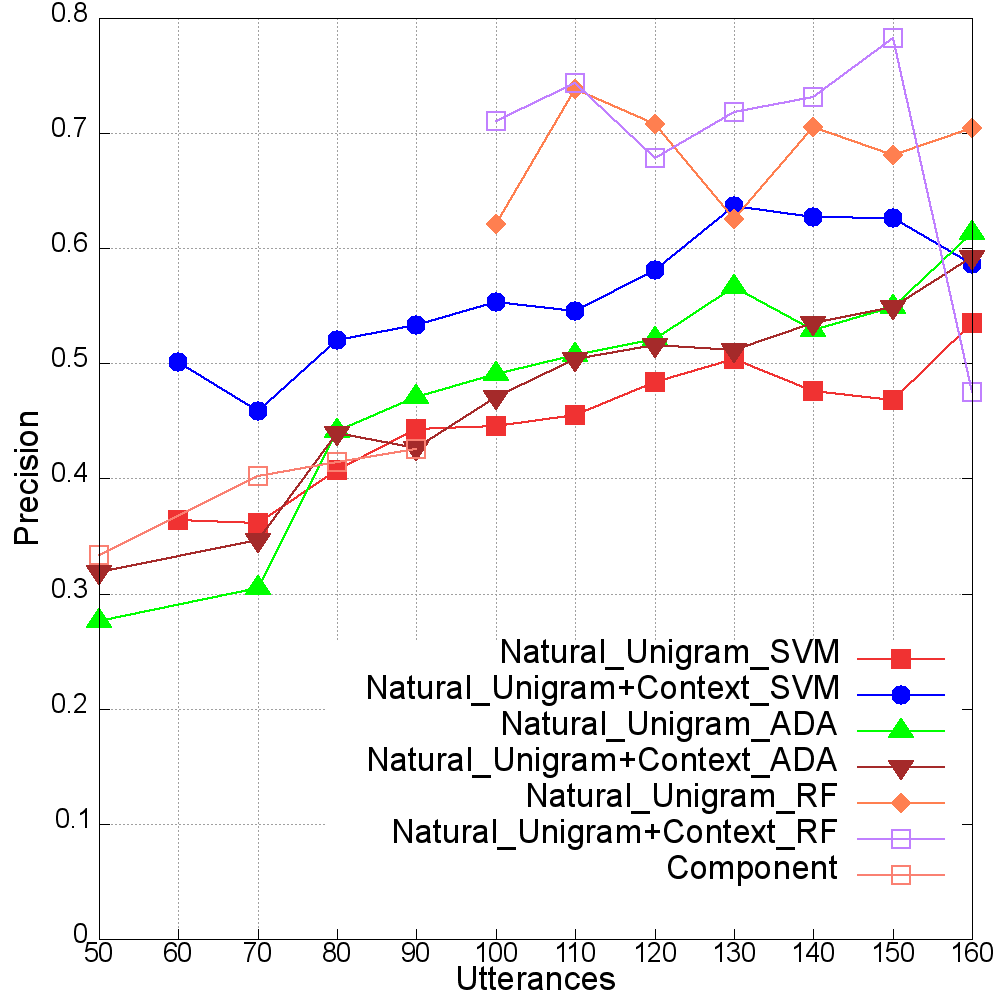 0.8
0.7
0.6
0.5
0.4
0.3
0.2
0.1
0
Precision
Natural_Unigram_SVM
Natural_Unigram+Context_SVM
Natural_Unigram_ADA
Natural_Unigram+Context_ADA
Natural_Unigram_RF
Natural_Unigram+Context_RF
Component
50 60 70 80 90 100 110 120 130 140 150 160
Utterances